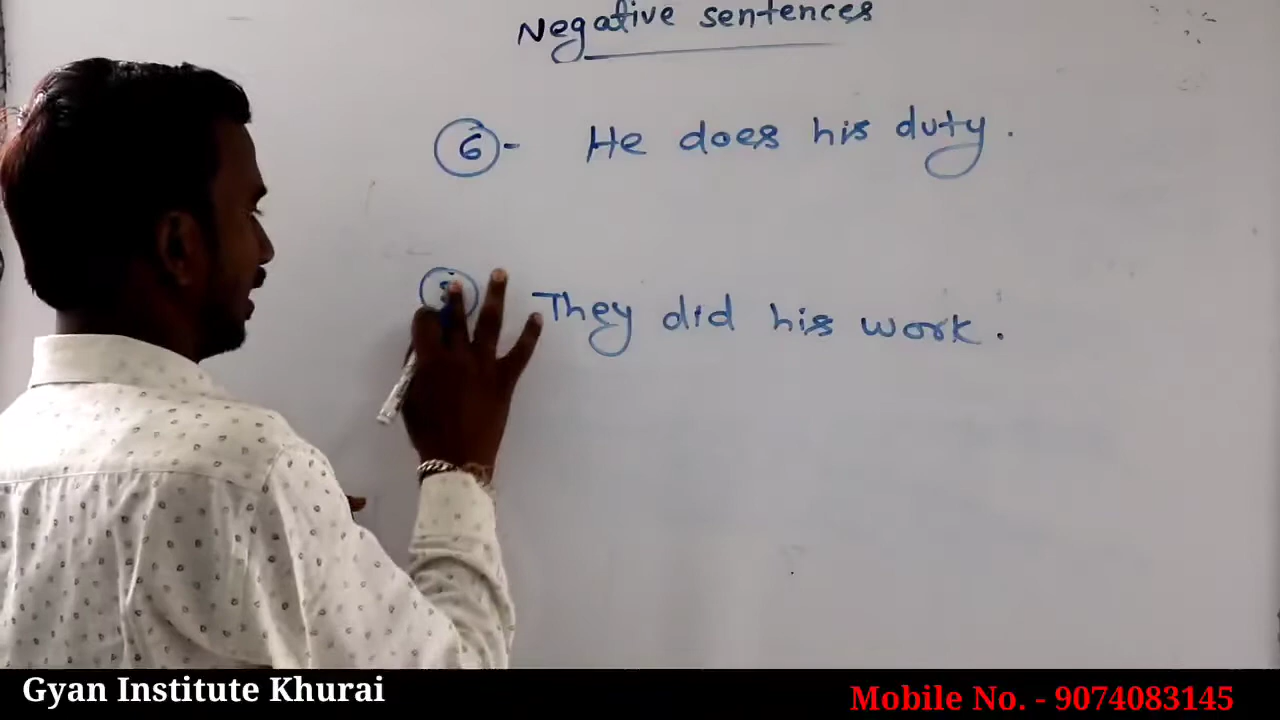 Negative sentences
6 - He does his duty.
They did his work.
Gyan Institute Khurai
Mobile No. - 9074083145